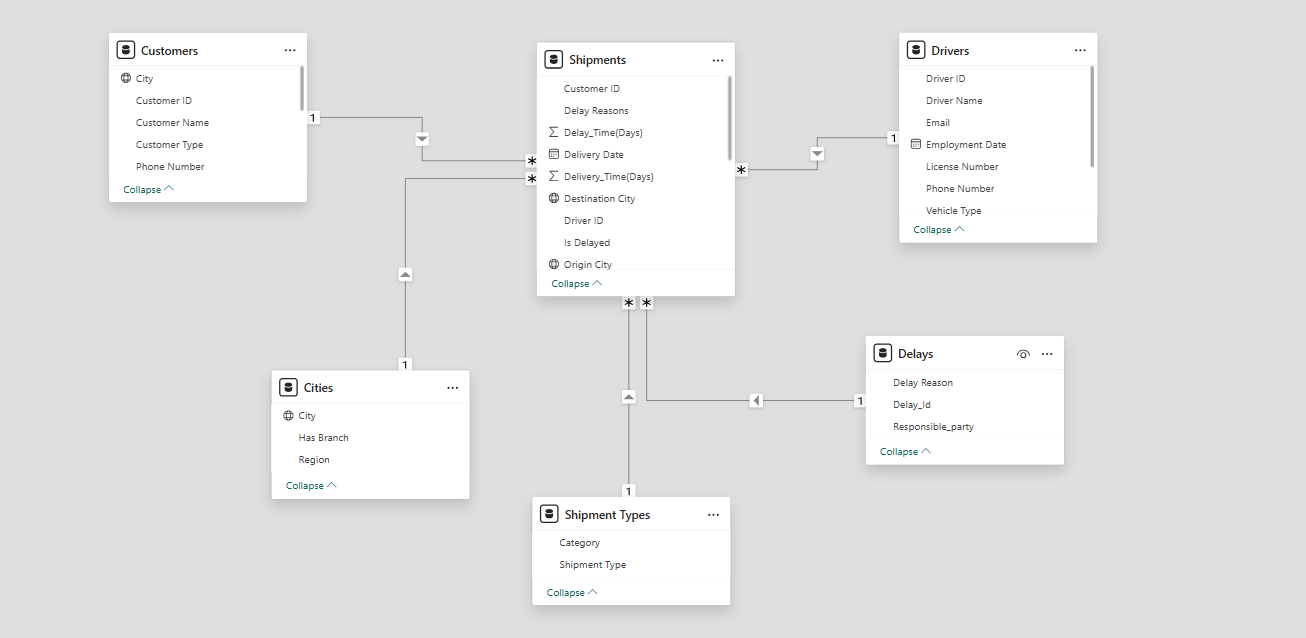 Customers
City
Customer ID
Customer Name
Customer Type
Phone Number
Collapse
1
Shipments
Customer ID
Delay Reasons
Delay_Time(Days)
Delivery Date
Delivery_Time(Days)
Destination City
Driver ID
Is Delayed
Origin City
Collapse
*
*
*
*
*
Drivers
Driver ID
Driver Name
Email
Employment Date
License Number
Phone Number
Vehicle Type
Collapse
1
Cities
City
Has Branch
Region
Collapse
1
Shipment Types
Category
Shipment Type
Collapse
1
Delays
Delay Reason
Delay_Id
Responsible_party
Collapse
1